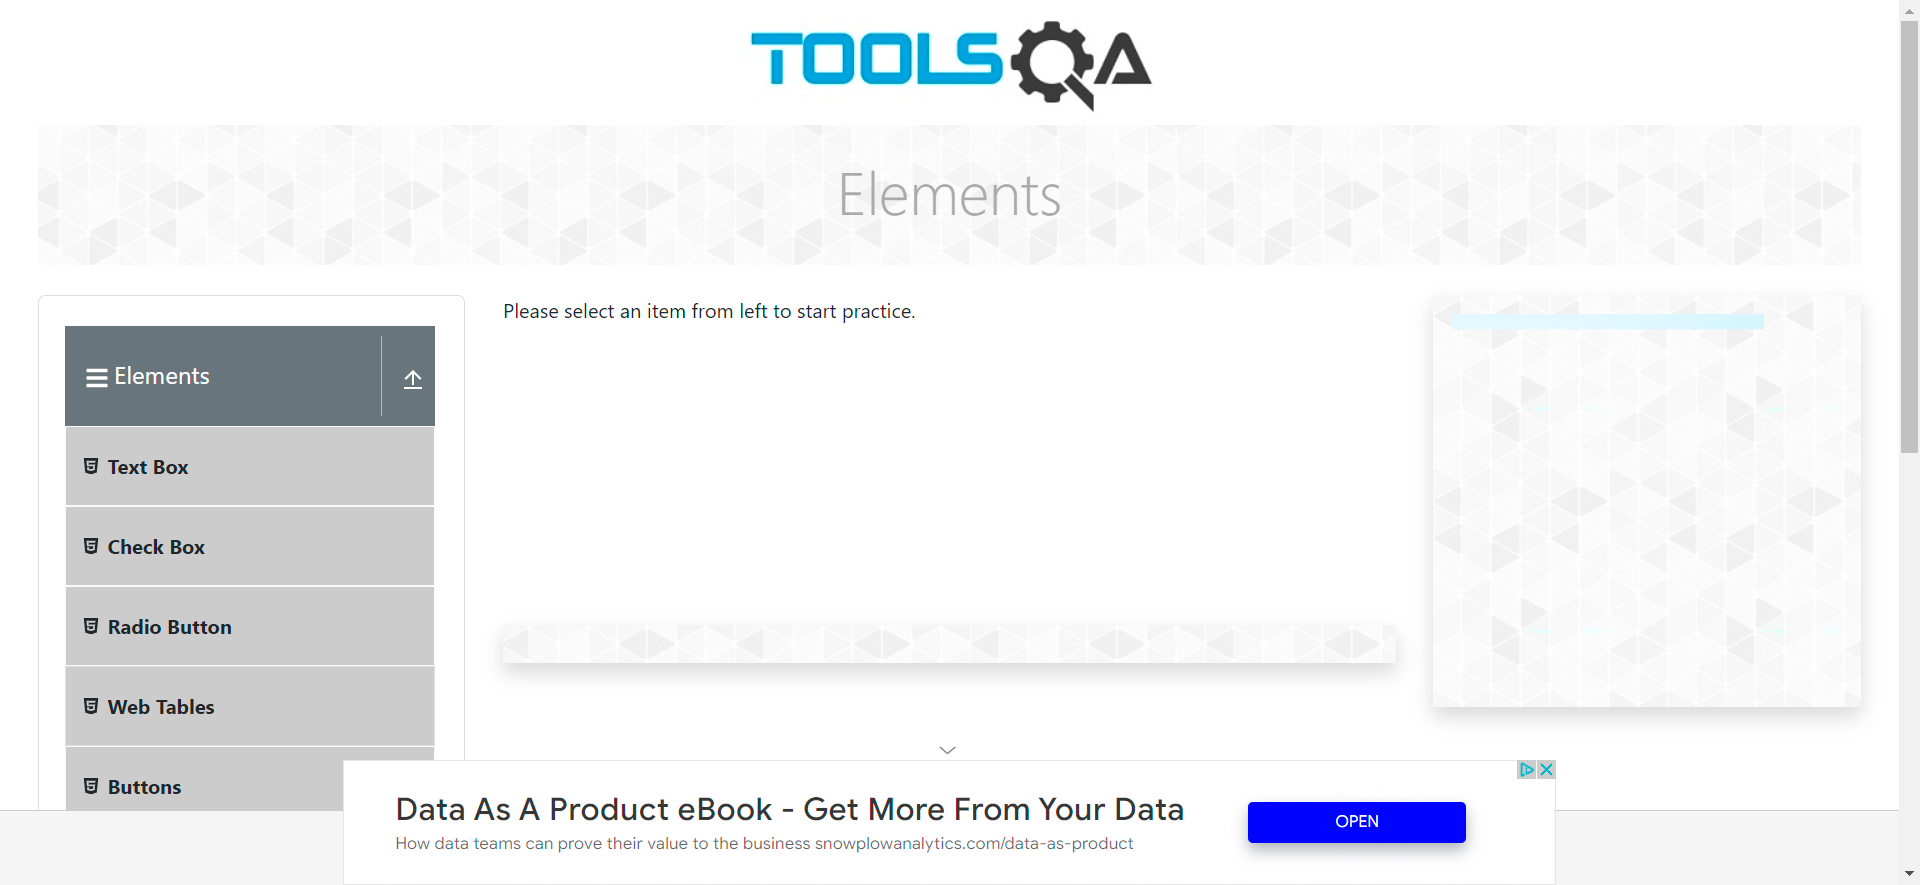 TOOLSQA
Elements
Please select an item from left to start practice.
Elements
Text Box
Check Box
Radio Button
Web Tables
Buttons
Data As A Product eBook - Get More From Your Data
How data teams can prove their value to the business snowplowanalytics.com/data-as-product
OPEN